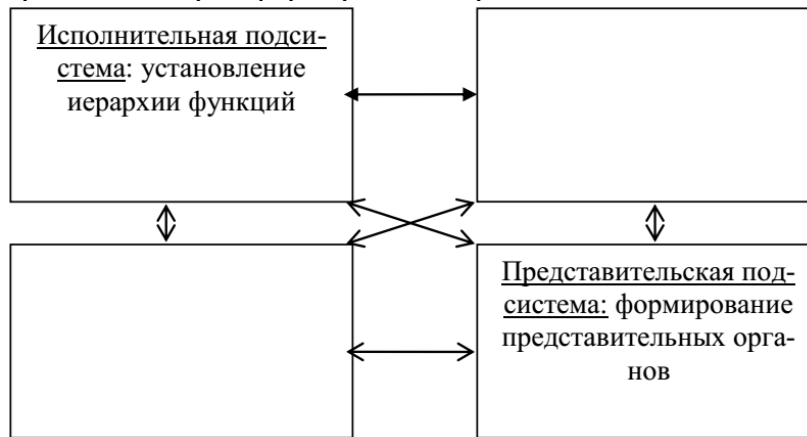 Исполнительная подси-
стема: установление
иерархии функций
Представительская под-
система: формирование
представительных орга-
нов